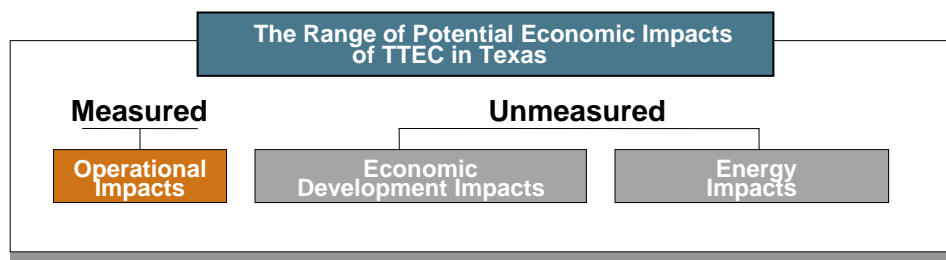 The Range of Potential Economic Impacts
of TTEC in Texas
Measured
Unmeasured
Operational
Impacts
Economic
Development Impacts
Energy
Impacts